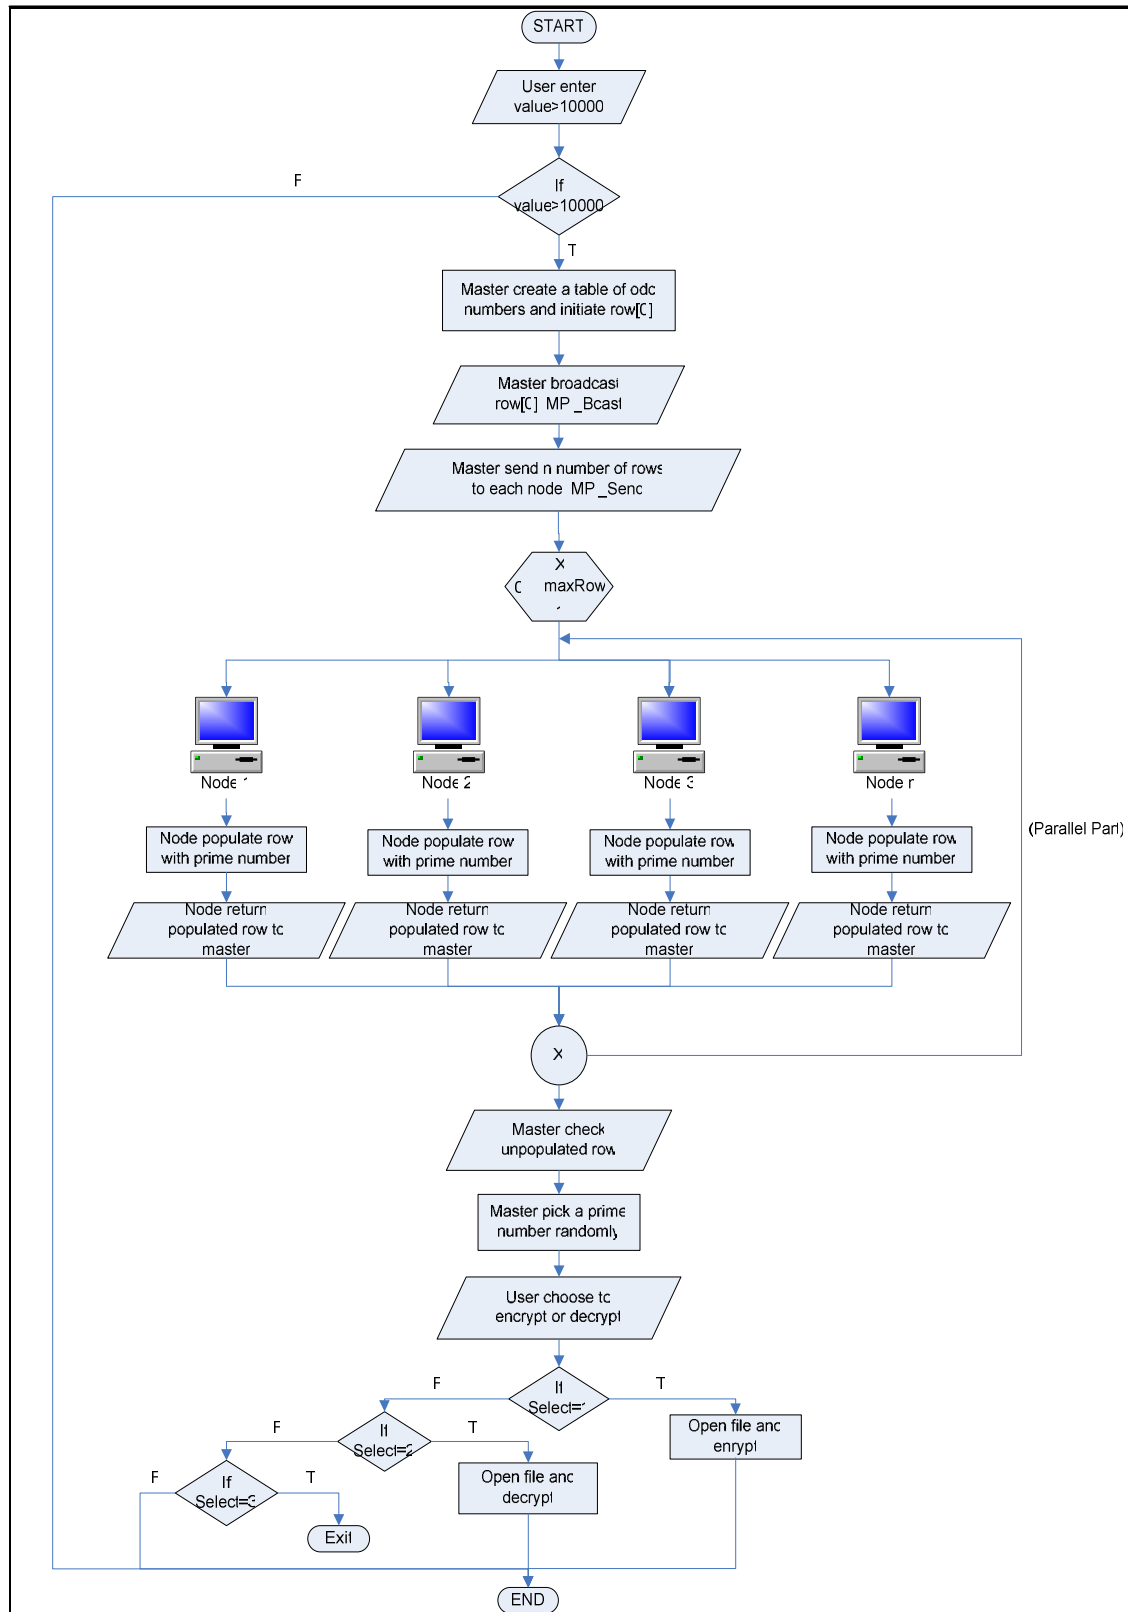 START
User enter
value>10000
If
value>10000
F
T
Master create a table of odd
numbers and initiate row[0]
Master broadcast
row[0] MPI_Bcast
Master send n number of rows
to each node MPI_Send
X
0 maxRow
Node 1
Node 2
Node 3
Node n
(Parallel Part)
Node populate row
with prime number
Node populate row
with prime number
Node populate row
with prime number
Node populate row
with prime number
Node return
populated row to
master
Node return
populated row to
master
Node return
populated row to
master
Node return
populated row to
master
X
Master check
unpopulated row
Master pick a prime
number randomly
User choose to
encrypt or decrypt
If
Select=1
F
T
Open file and
enrypt
If
Select=2
F
T
Open file and
decrypt
If
Select=3
F
T
Exit
END